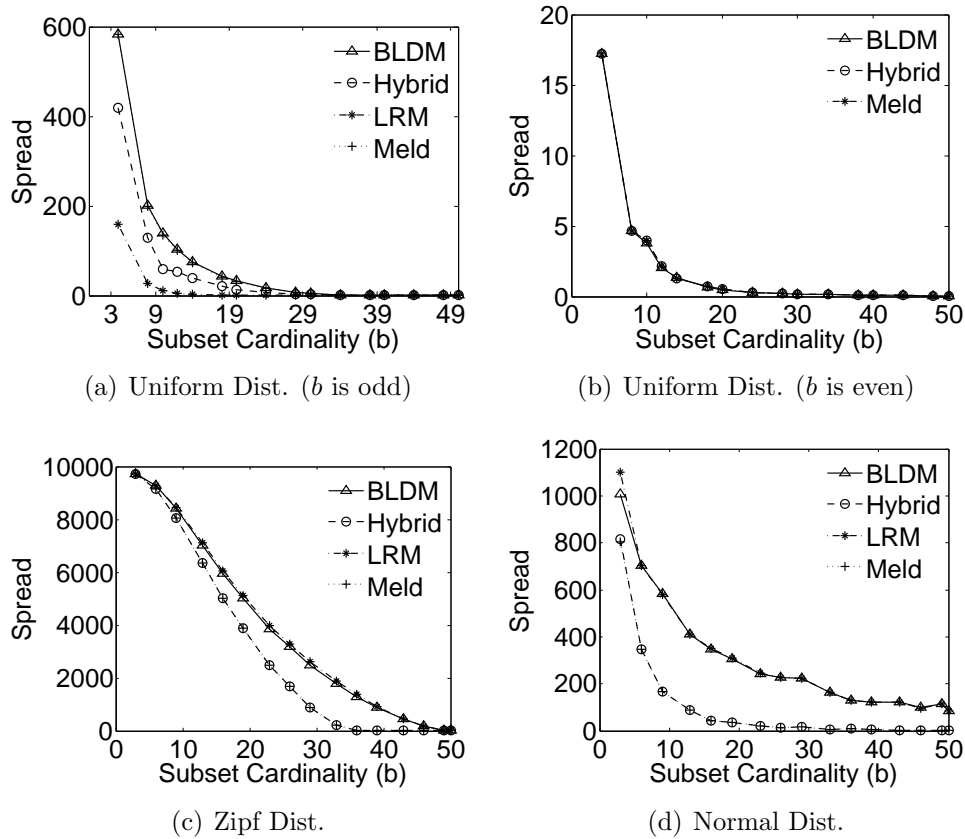 600
400
200
0
Spread
BLDM
Hybrid
LRM
Meld
3 9 19 29 39 49
Subset Cardinality (b)
(a) Uniform Dist. (b is odd)
20
15
10
5
0
Spread
BLDM
Hybrid
Meld
0 10 20 30 40 50
Subset Cardinality (b)
(b) Uniform Dist. (b is even)
10000
8000
6000
4000
2000
0
Spread
BLDM
Hybrid
LRM
Meld
0 10 20 30 40 50
Subset Cardinality (b)
(c) Zipf Dist.
1200
1000
800
600
400
200
0
Spread
BLDM
Hybrid
LRM
Meld
0 10 20 30 40 50
Subset Cardinality (b)
(d) Normal Dist.